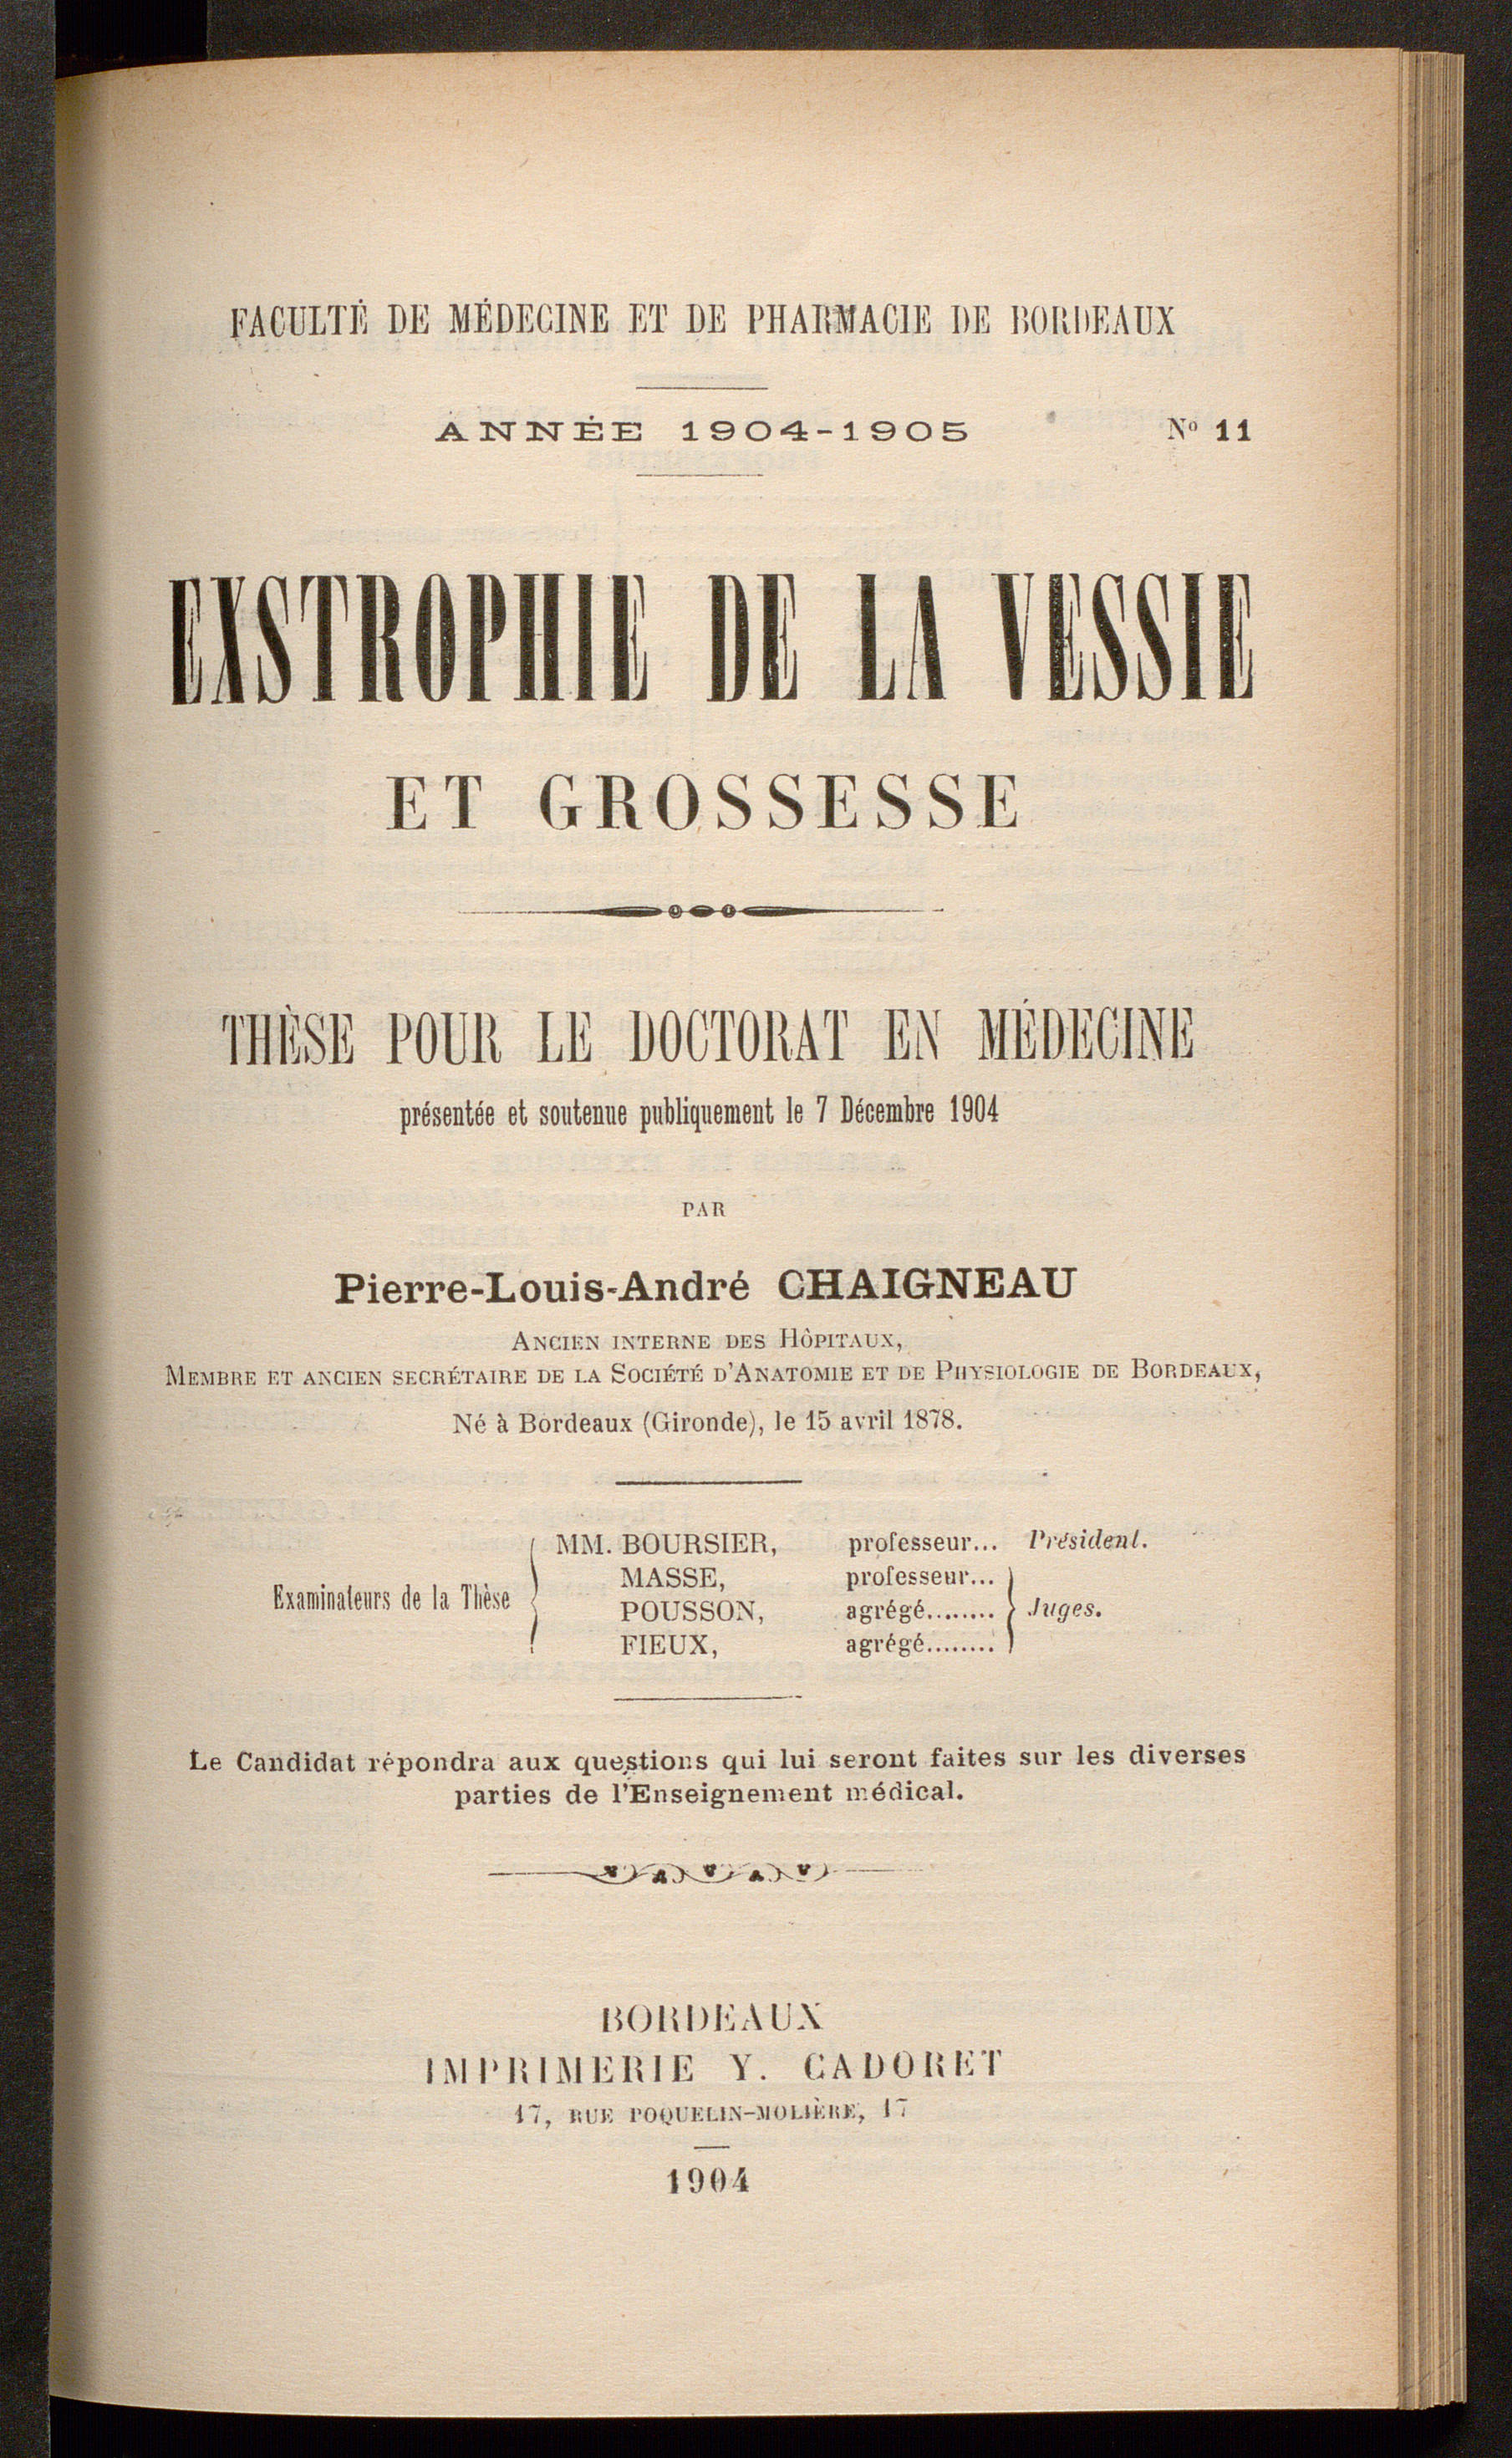 FACULTÉ DE MÉDECINE ET DE PHARMACIE DE BORDEAUX
ANNÉE 1904-1905 Nº 11
EXSTROPHIE DE LA VESSIE
ET GROSSESSE
THÈSE POUR LE DOCTORAT EN MÉDECINE
présentée et soutenue publiquement le 7 Décembre 1904
PAR
Pierre-Louis-André CHAIGNEAU
ANCIEN INTERNE DES HÔPITAUX,
MEMBRE ET ANCIEN SECRÉTAIRE DE LA SOCIÉTÉ D'ANATOMIE ET DE PHYSIOLOGIE DE BORDEAUX,
Né à Bordeaux (Gironde), le 15 avril 1878.
Examinateurs de la Thèse
MM. BOURSIER, professeur... Président.
MASSE, professeur...
POUSSON, agrégé........
FIEUX, agrégé........
Juges.
Le Candidat répondra aux questions qui lui seront faites sur les diverses
parties de l'Enseignement médical.
BORDEAUX
IMPRIMERIE Y. CADORET
17, RUE POQUELIN-MOLIÈRE, 17
1904